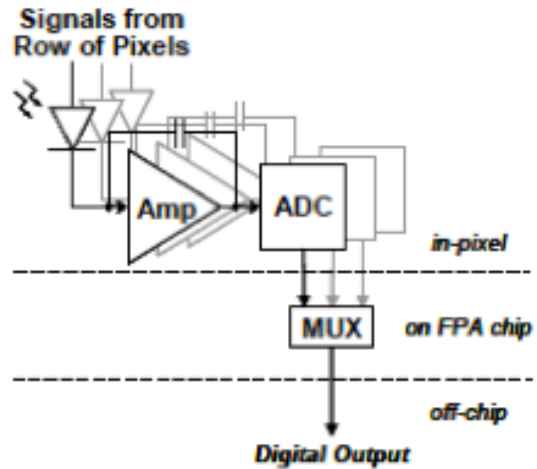 Signals from
Row of Pixels
Amp
ADC
in-pixel
MUX
on FPA chip
off-chip
Digital Output